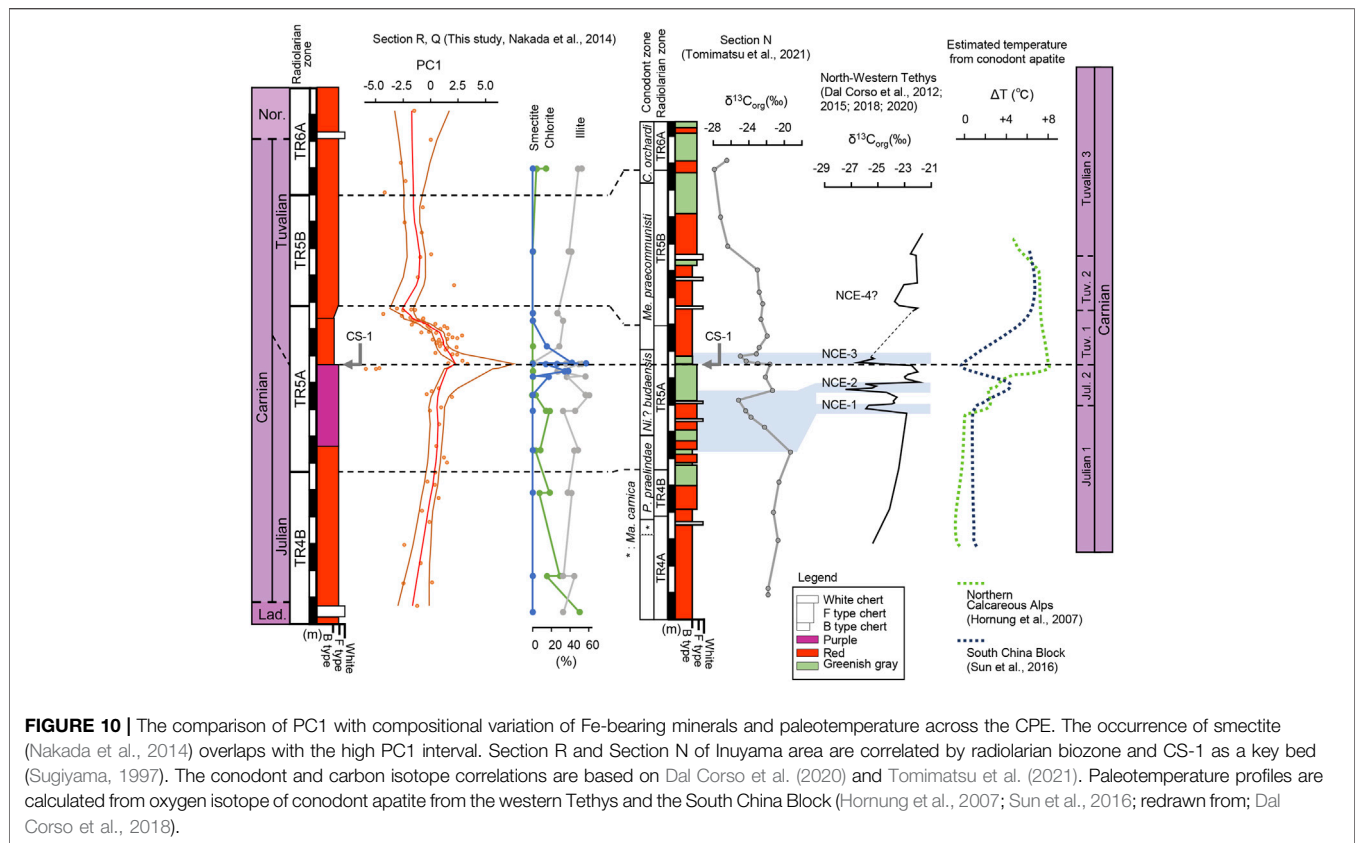 Section R, Q (This study, Nakada et al., 2014)
Radiolarian zone
PC1
-5.0 -2.5 0 2.5 5.0
Smectite
Chlorite
Illite
Nor.
Carnian
Tuvalian
Julian
Lad.
TR6A
TR5B
TR5A
TR4B
CS-1
(m)
B type
F type
White
0 20 40 60
(%)
Conodont zone
Radiolarian zone
Section N
(Tomimatsu et al., 2021)
δ13Corg(‰)
-28 -24 -20
C. orchardi
Me. praecommunisti
Ni.? budaensis
P. praelindae
* : Ma. carnica
*
TR6A
TR5B
TR5A
TR4B
TR4A
CS-1
(m)
B type
F type
White
Legend
White chert
F type chert
B type chert
Purple
Red
Greenish gray
North-Western Tethys
(Dal Corso et al., 2012;
2015; 2018; 2020)
δ13Corg(‰)
-29 -27 -25 -23 -21
NCE-4?
NCE-3
NCE-2
NCE-1
Estimated temperature
from conodont apatite
ΔT (°C)
0 +4 +8
Tuvalian 3
Tuv. 2
Tuv. 1
Jul. 2
Julian 1
Carnian
Northern
Calcareous Alps
(Hornung et al., 2007)
South China Block
(Sun et al., 2016)
FIGURE 10 | The comparison of PC1 with compositional variation of Fe-bearing minerals and paleotemperature across the CPE. The occurrence of smectite
(Nakada et al., 2014) overlaps with the high PC1 interval. Section R and Section N of Inuyama area are correlated by radiolarian biozone and CS-1 as a key bed
(Sugiyama, 1997). The conodont and carbon isotope correlations are based on Dal Corso et al. (2020) and Tomimatsu et al. (2021). Paleotemperature profiles are
calculated from oxygen isotope of conodont apatite from the western Tethys and the South China Block (Hornung et al., 2007; Sun et al., 2016; redrawn from; Dal
Corso et al., 2018).